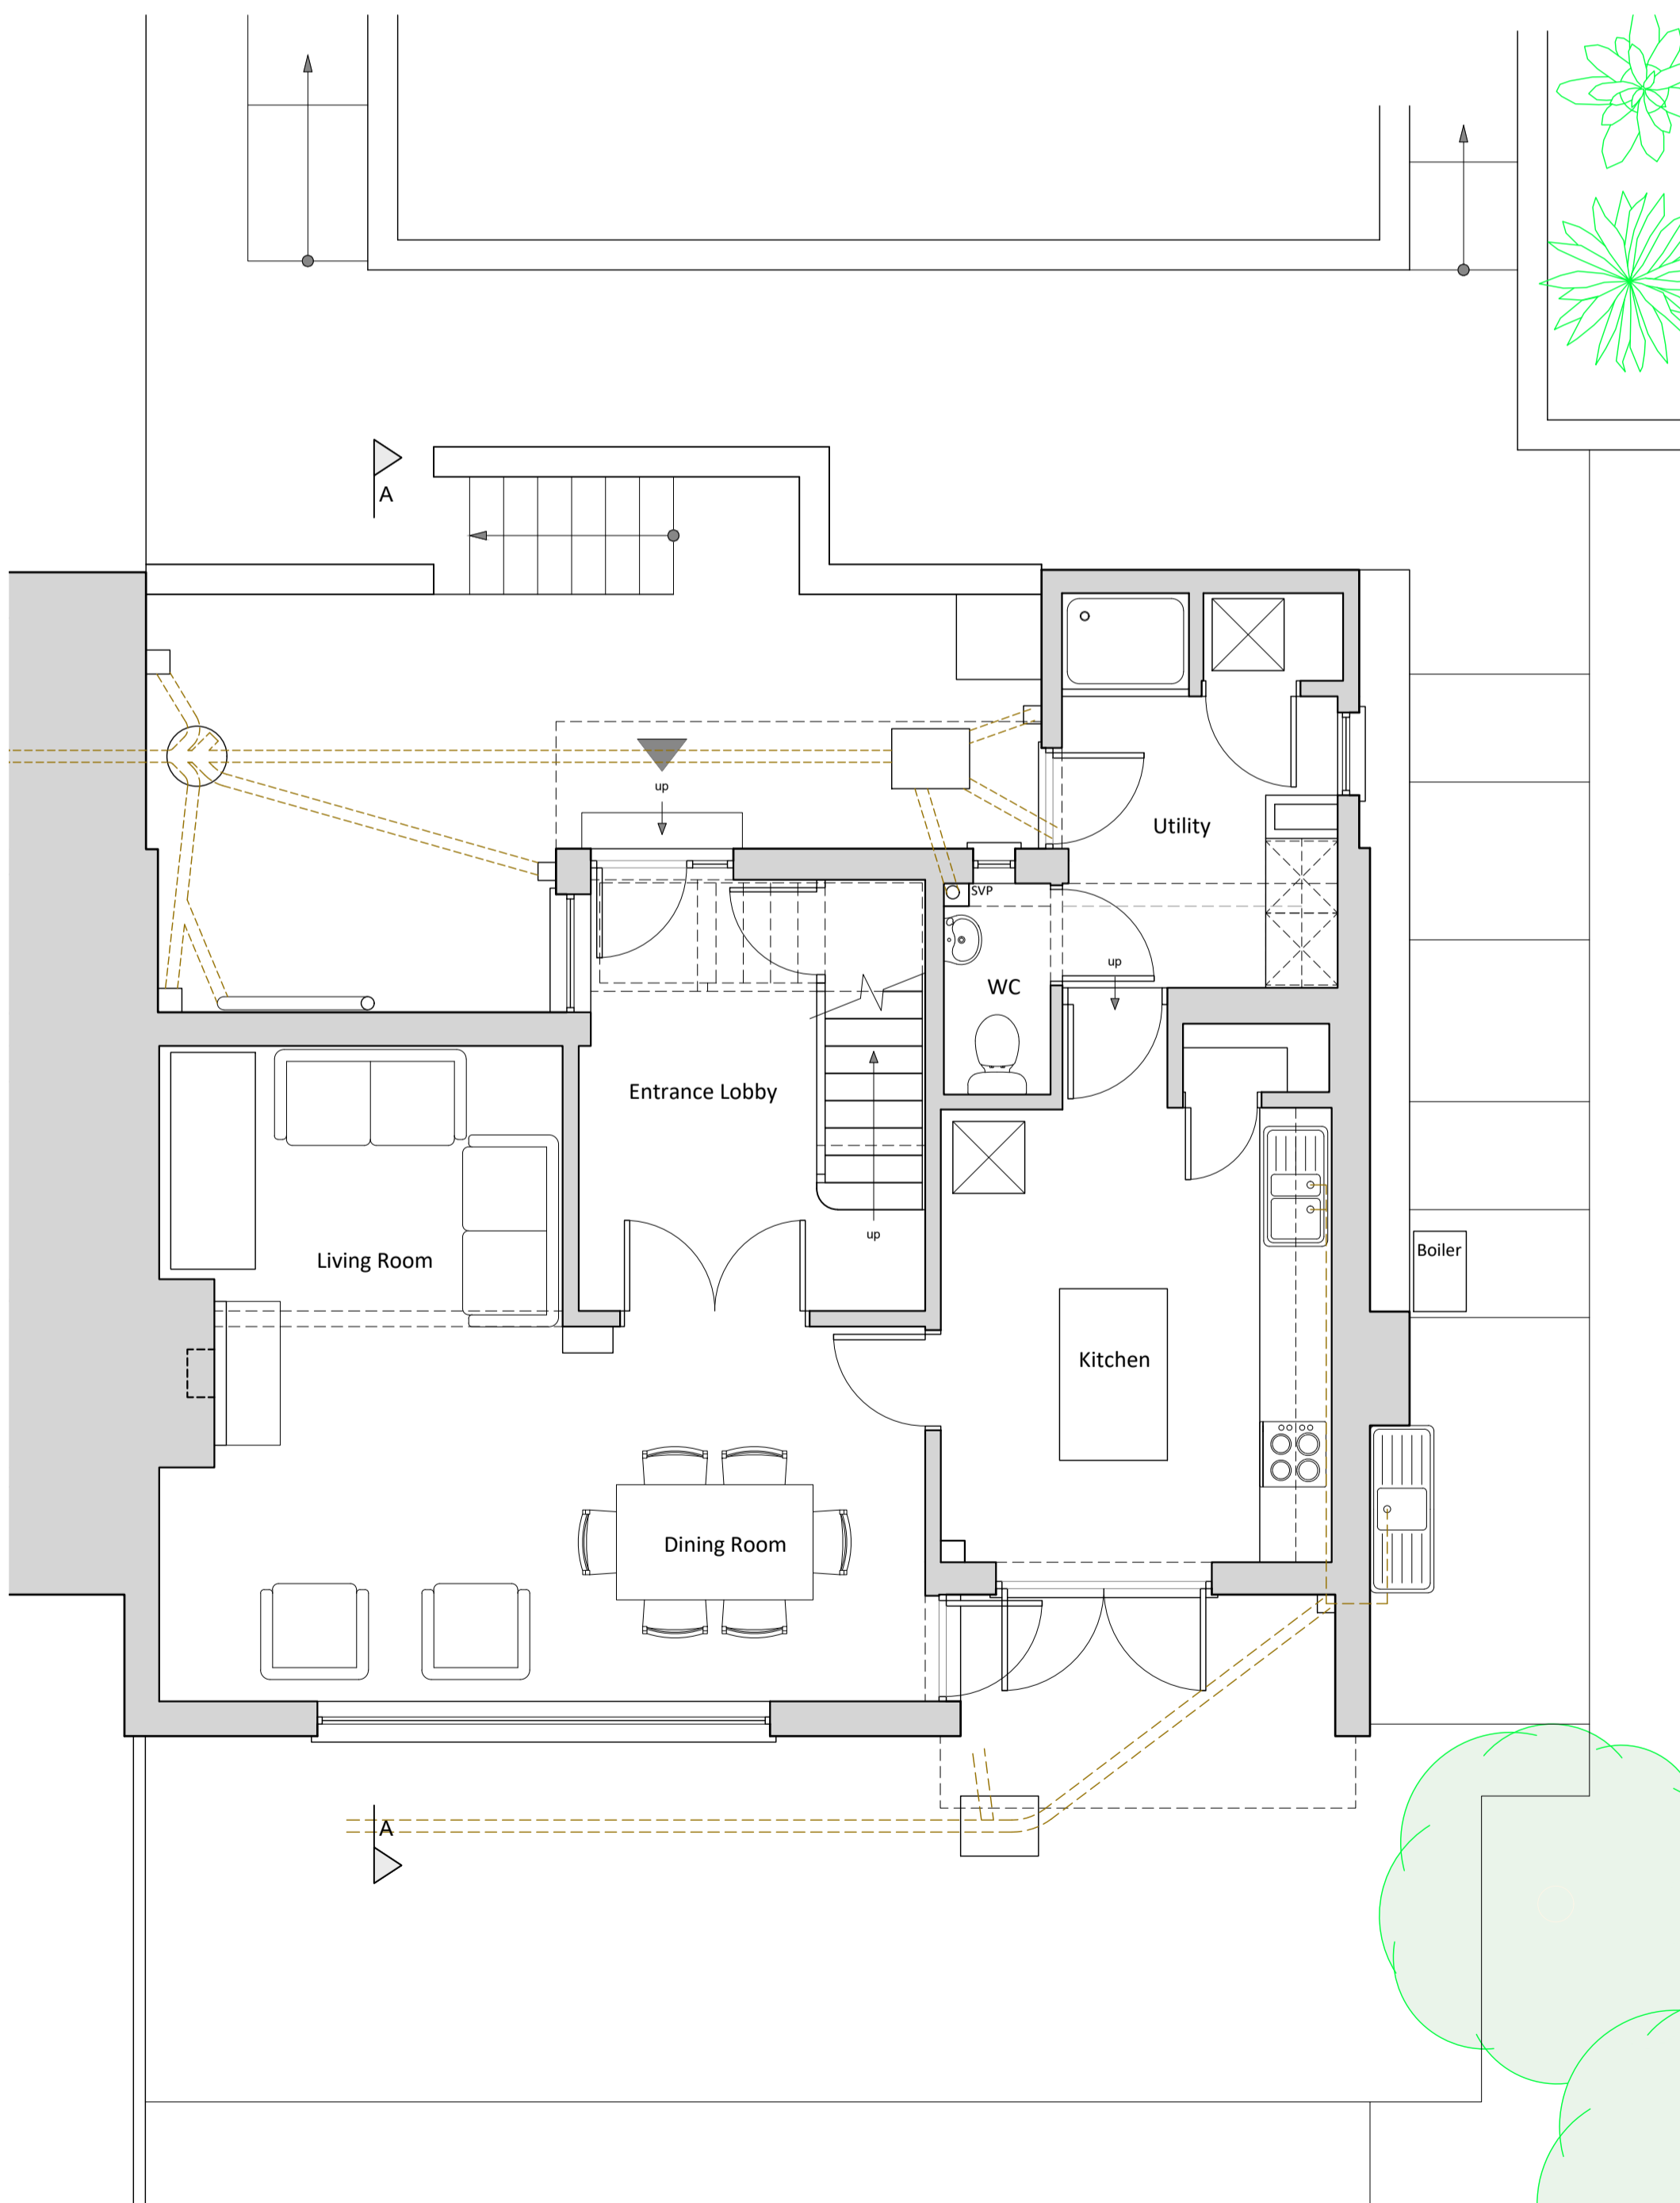 A
up
Utility
SVP
up
WC
Entrance Lobby
up
Boiler
Living Room
Kitchen
Dining Room
A